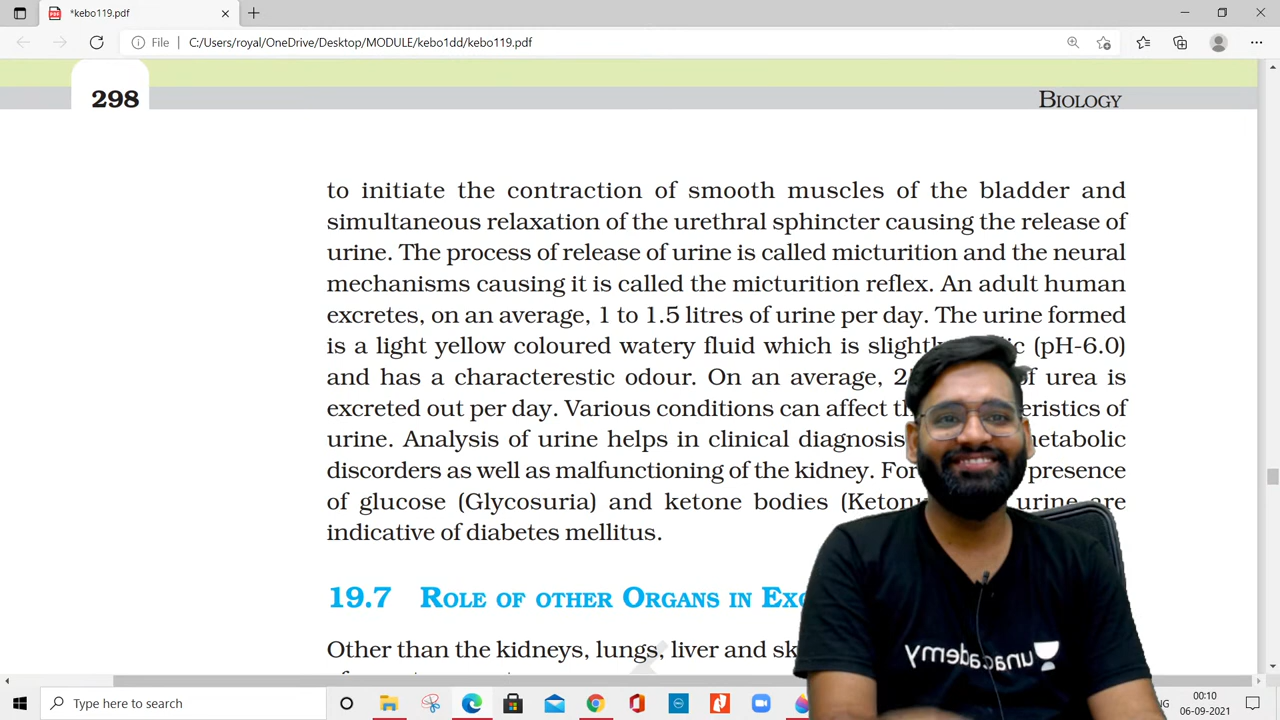 *kebo119.pdf
File C:/Users/royal/OneDrive/Desktop/MODULE/kebo1dd/kebo119.pdf
298 BIOLOGY
to initiate the contraction of smooth muscles of the bladder and
simultaneous relaxation of the urethral sphincter causing the release of
urine. The process of release of urine is called micturition and the neural
mechanisms causing it is called the micturition reflex. An adult human
excretes, on an average, 1 to 1.5 litres of urine per day. The urine formed
is a light yellow coloured watery fluid which is (pH-6.0)
and has a characterestic odour. On an average, of urea is
excreted out per day. Various conditions can affect of
urine. Analysis of urine helps in clinical diagnosis
discorders as well as malfunctioning of the kidney. presence
of glucose (Glycosuria) and ketone bodies urine are
indicative of diabetes mellitus.
19.7 ROLE OF OTHER ORGANS IN
Other than the kidneys, lungs, liver and
unacademy
Type here to search
00:10
06-09-2021